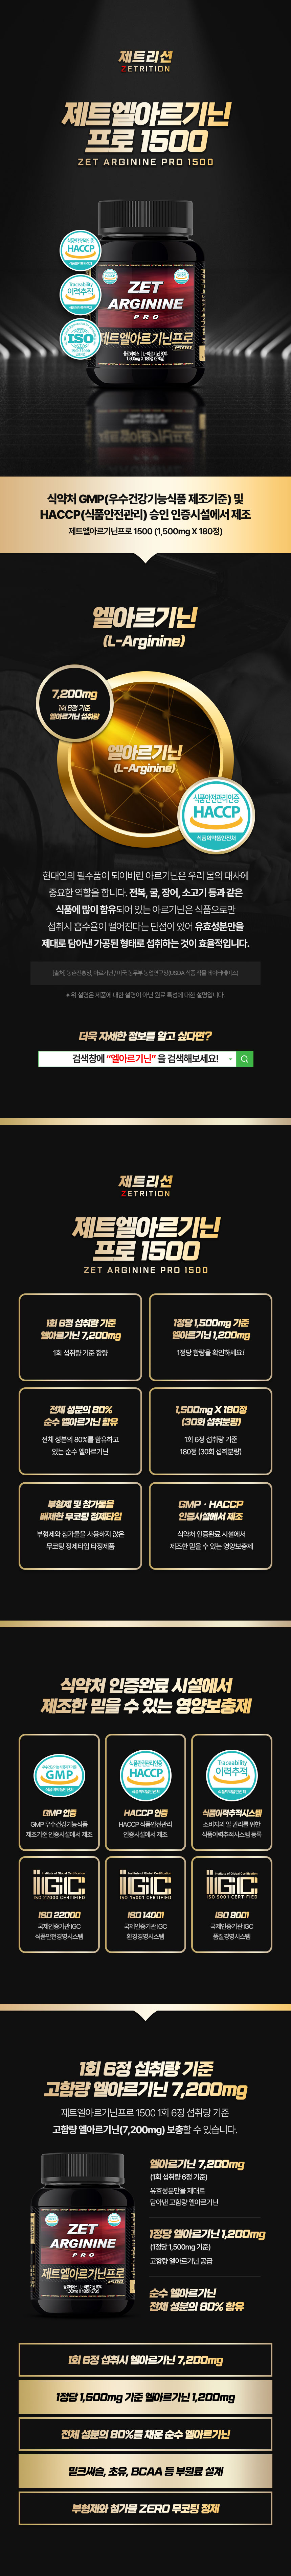 제트리션
ZETRITION
제트엘아르기닌
프로 1500
ZET ARGININE PRO 1500
식품안전관리인증
HACCP
식품의약품안전처
Traceability
이력추적
식품의약품안전처
ISO
ZET
ARGININE
PRO
제트엘아르기닌프로
1500
1,500mg X 180정 (270g)
식약처 GMP(우수건강기능식품 제조기준) 및
HACCP(식품안전관리) 승인 인증시설에서 제조
제트엘아르기닌프로 1500 (1,500mg X 180정)
엘아르기닌
(L-Arginine)
7,200mg
1회 6정 기준
엘아르기닌 섭취량
엘아르기닌
(L-Arginine)
식품안전관리인증
HACCP
식품의약품안전처
현대인의 필수품이 되어버린 아르기닌은 우리 몸의 대사에
중요한 역할을 합니다. 전복, 굴, 장어, 소고기 등과 같은
식품에 많이 함유되어 있는 아르기닌은 식품으로만
섭취시 흡수율이 떨어진다는 단점이 있어 유효성분만을
제대로 담아낸 가공된 형태로 섭취하는 것이 효율적입니다.
[출처] 농촌진흥청, 아르기닌 / 미국 농무부 농업연구청(USDA 식품 작물 데이터베이스)
※ 위 설명은 제품에 대한 설명이 아닌 원료 특성에 대한 설명입니다.
더욱 자세한 정보를 알고 싶다면?
검색창에 "엘아르기닌" 을 검색해보세요!
제트리션
ZETRITION
제트엘아르기닌
프로 1500
ZET ARGININE PRO 1500
1회 6정 섭취량 기준
엘아르기닌 7,200mg
1회 섭취량 기준 함량
1정당 1,500mg 기준
엘아르기닌 1,200mg
1정당 함량을 확인하세요!
전체 성분의 80%
순수 엘아르기닌 함유
전체 성분의 80%를 함유하고
있는 순수 엘아르기닌
1,500mg X 180정
(30회 섭취분량)
1회 6정 섭취량 기준
180정 (30회 섭취분량)
부형제 및 첨가물을
배제한 무코팅 정제타입
부형제와 첨가물을 사용하지 않은
무코팅 정제타입 타정제품
GMP · HACCP
인증시설에서 제조
식약처 인증완료 시설에서
제조한 믿을 수 있는 영양보충제
식약처 인증완료 시설에서
제조한 믿을 수 있는 영양보충제
GMP
식품의약품안전처
GMP 인증
GMP 우수건강기능식품
제조기준 인증시설에서 제조
식품안전관리인증
HACCP
식품의약품안전처
HACCP 인증
HACCP 식품안전관리
인증시설에서 제조
Traceability
이력추적
식품의약품안전처
식품이력추적시스템
소비자의 알 권리를 위한
식품이력추적시스템 등록
Institute of Global Certification
IGC
ISO 22000 CERTIFIED
ISO 22000
국제인증기관 IGC
식품안전경영시스템
Institute of Global Certification
IGC
ISO 14001 CERTIFIED
ISO 14001
국제인증기관 IGC
환경경영시스템
Institute of Global Certification
IGC
ISO 9001 CERTIFIED
ISO 9001
국제인증기관 IGC
품질경영시스템
1회 6정 섭취량 기준
고함량 엘아르기닌 7,200mg
제트엘아르기닌프로 1500 1회 6정 섭취량 기준
고함량 엘아르기닌(7,200mg) 보충할 수 있습니다.
ZET
ARGININE
PRO
제트엘아르기닌프로
1500
1,500mg X 180정 (270g)
엘아르기닌 7,200mg
(1회 섭취량 6정 기준)
유효성분만을 제대로
담아낸 고함량 엘아르기닌
1정당 엘아르기닌 1,200mg
(1정당 1,500mg 기준)
고함량 엘아르기닌 공급
순수 엘아르기닌
전체 성분의 80% 함유
1회 6정 섭취시 엘아르기닌 7,200mg
1정당 1,500mg 기준 엘아르기닌 1,200mg
전체 성분의 80%를 채운 순수 엘아르기닌
밀크씨슬, 초유, BCAA 등 부원료 설계
부형제와 첨가물 ZERO 무코팅 정제